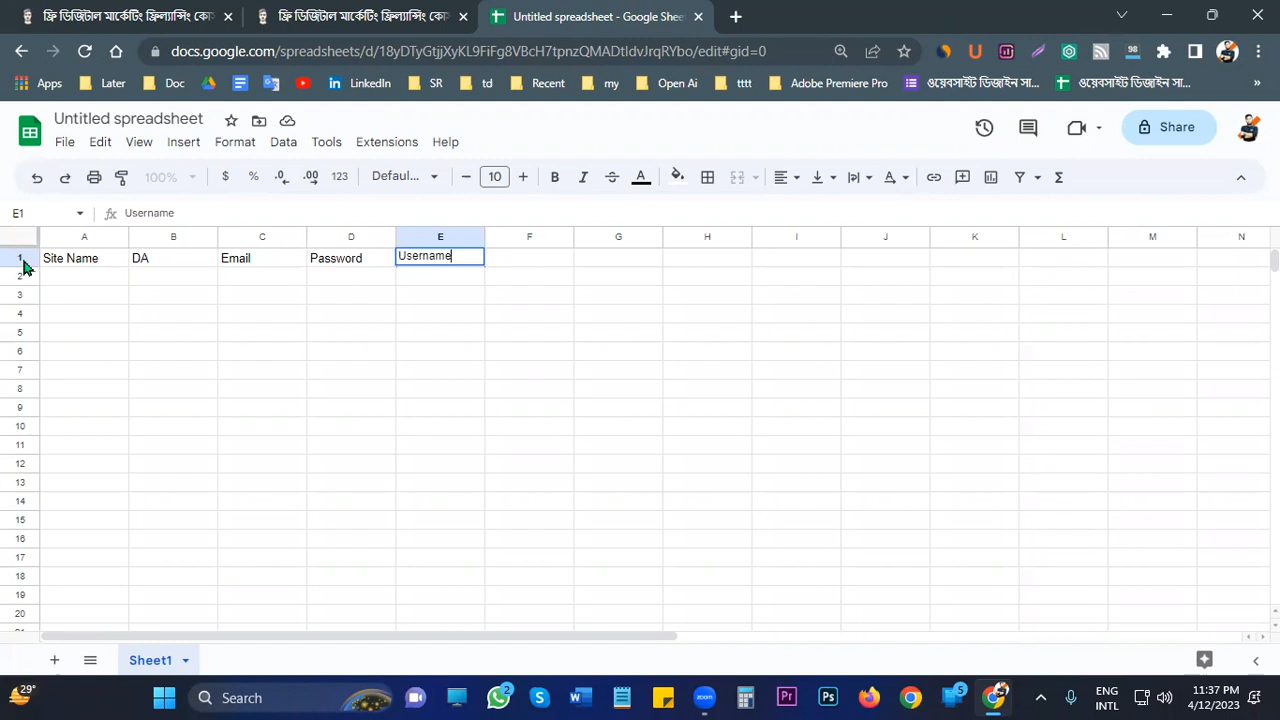 ফ্রি ডিজিটাল মার্কেটিং ফ্রিল্যান্সিং কো
ফ্রি ডিজিটাল মার্কেটিং ফ্রিল্যান্সিং কো
Untitled spreadsheet - Google She
docs.google.com/spreadsheets/d/18yDTyGtjjXyKL9FiFg8VBcH7tpnzQMADtIdvJrqRYbo/edit#gid=0
98
Apps Later Doc LinkedIn SR td Recent my Open Ai tttt Adobe Premiere Pro ওয়েবসাইট ডিজাইন সা... ওয়েবসাইট ডিজাইন সা...
Untitled spreadsheet
Share
File Edit View Insert Format Data Tools Extensions Help
100% $ % .0 .00 123 Defaul... 10 B I A
E1 Username
A B C D E F G H I J K L M N
1 Site Name DA Email Password Username
2
3
4
5
6
7
8
9
10
11
12
13
14
15
16
17
18
19
20
Sheet1
29° Search 2 5 ENG INTL 11:37 PM 4/12/2023